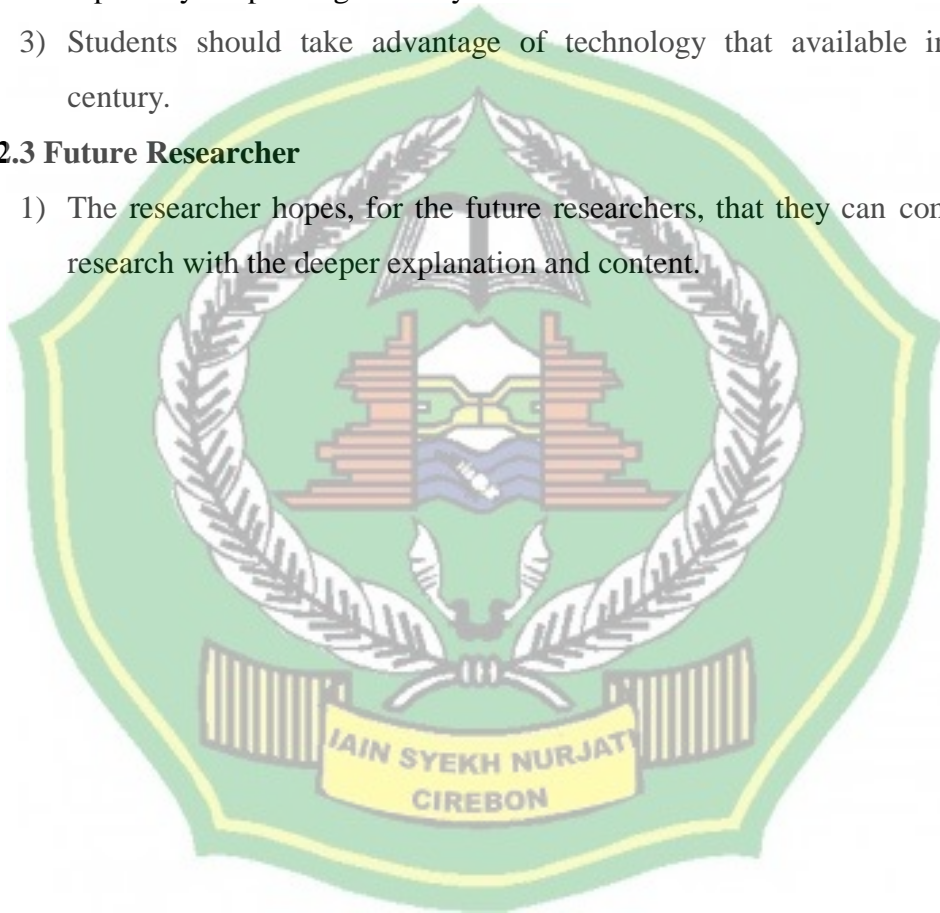 3) Students should take advantage of technology that available in
century.
2.3 Future Researcher
1) The researcher hopes, for the future researchers, that they can con
research with the deeper explanation and content.
IAIN SYEKH NURJATI
CIREBON